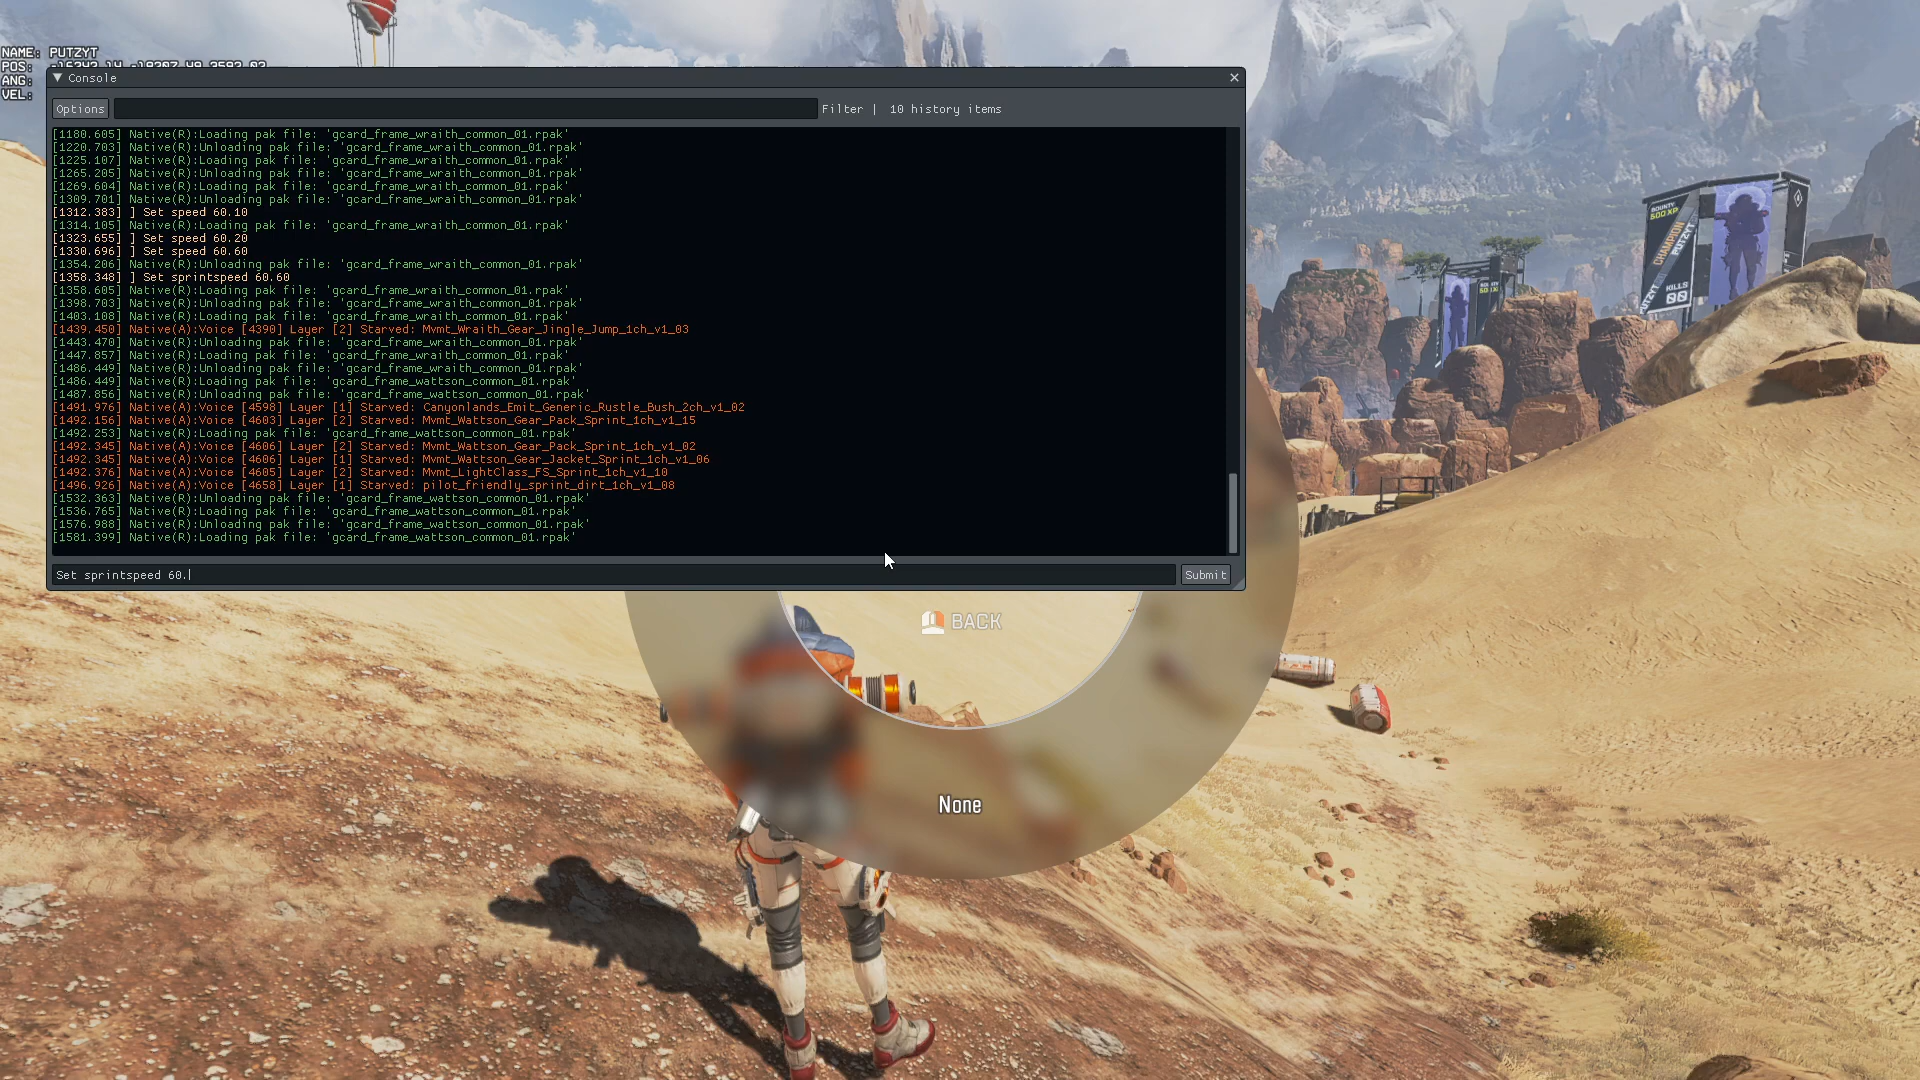 NAME: PUTZYT
POS:
ANG:
VEL:
Console
Options
Filter | 10 history items
[1180.605] Native(R):Loading pak file: 'gcard_frame_wraith_common_01.rpak'
[1220.703] Native(R):Unloading pak file: 'gcard_frame_wraith_common_01.rpak'
[1225.107] Native(R):Loading pak file: 'gcard_frame_wraith_common_01.rpak'
[1265.205] Native(R):Unloading pak file: 'gcard_frame_wraith_common_01.rpak'
[1269.604] Native(R):Loading pak file: 'gcard_frame_wraith_common_01.rpak'
[1309.701] Native(R):Unloading pak file: 'gcard_frame_wraith_common_01.rpak'
[1312.383] ] Set speed 60.10
[1314.105] Native(R):Loading pak file: 'gcard_frame_wraith_common_01.rpak'
[1323.655] ] Set speed 60.20
[1330.696] ] Set speed 60.60
[1354.206] Native(R):Unloading pak file: 'gcard_frame_wraith_common_01.rpak'
[1358.348] ] Set sprintspeed 60.60
[1358.605] Native(R):Loading pak file: 'gcard_frame_wraith_common_01.rpak'
[1398.703] Native(R):Unloading pak file: 'gcard_frame_wraith_common_01.rpak'
[1403.108] Native(R):Loading pak file: 'gcard_frame_wraith_common_01.rpak'
[1439.450] Native(A):Voice [4390] Layer [2] Starved: Mvmt_Wraith_Gear_Jingle_Jump_1ch_v1_03
[1443.470] Native(R):Unloading pak file: 'gcard_frame_wraith_common_01.rpak'
[1447.857] Native(R):Loading pak file: 'gcard_frame_wraith_common_01.rpak'
[1486.449] Native(R):Unloading pak file: 'gcard_frame_wraith_common_01.rpak'
[1486.449] Native(R):Loading pak file: 'gcard_frame_wattson_common_01.rpak'
[1487.856] Native(R):Unloading pak file: 'gcard_frame_wattson_common_01.rpak'
[1491.976] Native(A):Voice [4598] Layer [1] Starved: Canyonlands_Emit_Generic_Rustle_Bush_2ch_v1_02
[1492.156] Native(A):Voice [4603] Layer [2] Starved: Mvmt_Wattson_Gear_Pack_Sprint_1ch_v1_15
[1492.253] Native(R):Loading pak file: 'gcard_frame_wattson_common_01.rpak'
[1492.345] Native(A):Voice [4606] Layer [2] Starved: Mvmt_Wattson_Gear_Pack_Sprint_1ch_v1_02
[1492.345] Native(A):Voice [4606] Layer [1] Starved: Mvmt_Wattson_Gear_Jacket_Sprint_1ch_v1_06
[1492.376] Native(A):Voice [4605] Layer [2] Starved: Mvmt_LightClass_FS_Sprint_1ch_v1_10
[1496.926] Native(A):Voice [4658] Layer [1] Starved: pilot_friendly_sprint_dirt_1ch_v1_08
[1532.363] Native(R):Unloading pak file: 'gcard_frame_wattson_common_01.rpak'
[1536.765] Native(R):Loading pak file: 'gcard_frame_wattson_common_01.rpak'
[1576.988] Native(R):Unloading pak file: 'gcard_frame_wattson_common_01.rpak'
[1581.399] Native(R):Loading pak file: 'gcard_frame_wattson_common_01.rpak'
Set sprintspeed 60.
Submit
BACK
None
BOUNTY
500 XP
CHAMPION
PUTZYT
PUTZYT
KILLS
00